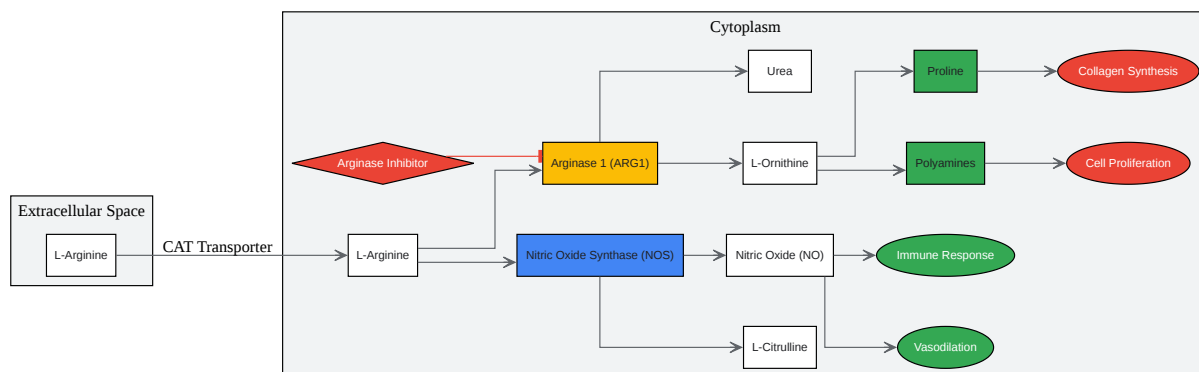 Cytoplasm
Urea
Proline
Collagen Synthesis
Arginase Inhibitor
Arginase 1 (ARG1)
L-Ornithine
Polyamines
Cell Proliferation
Extracellular Space
L-Arginine
CAT Transporter
L-Arginine
Nitric Oxide Synthase (NOS)
Nitric Oxide (NO)
Immune Response
L-Citrulline
Vasodilation